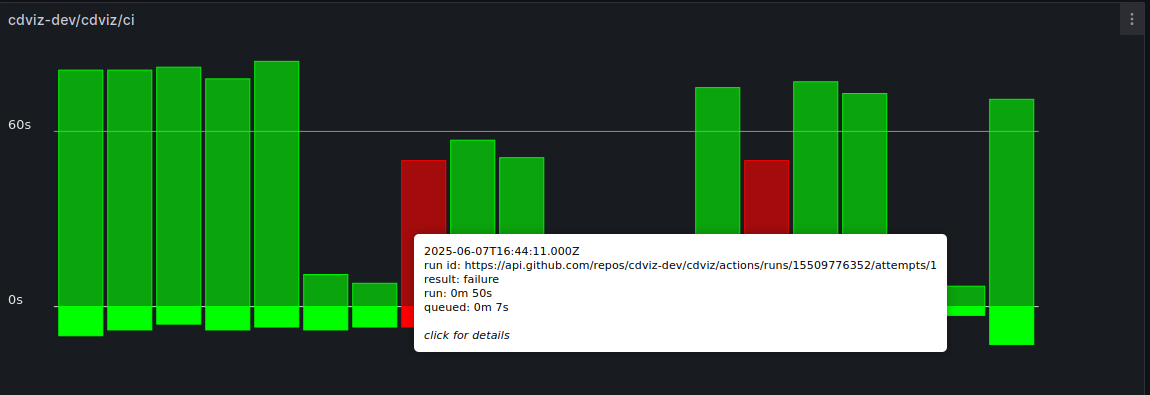 cdviz-dev/cdviz/ci
60s
0s
2025-06-07T16:44:11.000Z
run id: https://api.github.com/repos/cdviz-dev/cdviz/actions/runs/15509776352/attempts/1
result: failure
run: 0m 50s
queued: 0m 7s
click for details